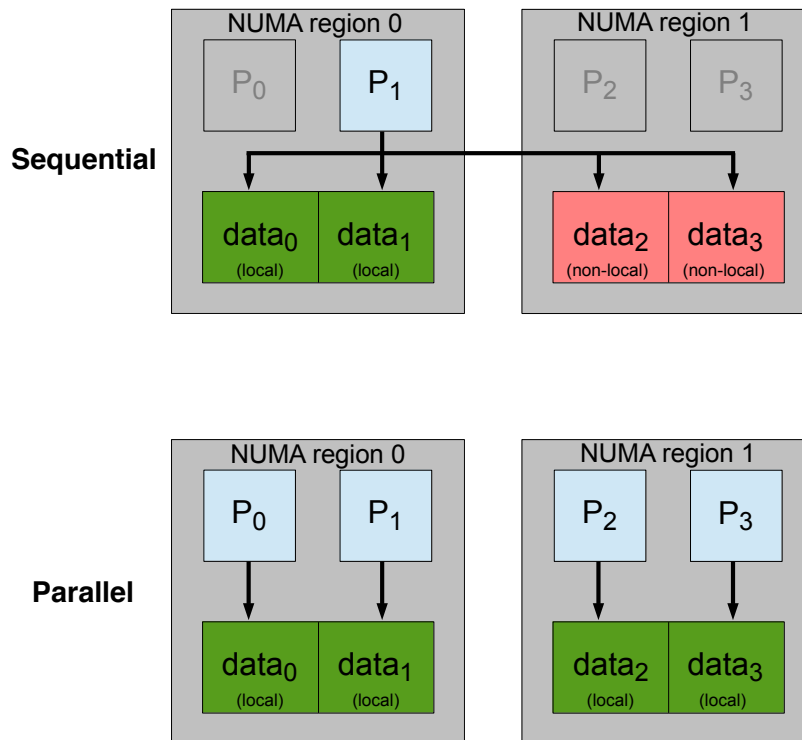 NUMA region 0
NUMA region 1
P0
P1
P2
P3
Sequential
data0
data1
data2
data3
(local)
(local)
(non-local)
(non-local)
NUMA region 0
NUMA region 1
P0
P1
P2
P3
Parallel
data0
data1
data2
data3
(local)
(local)
(local)
(local)